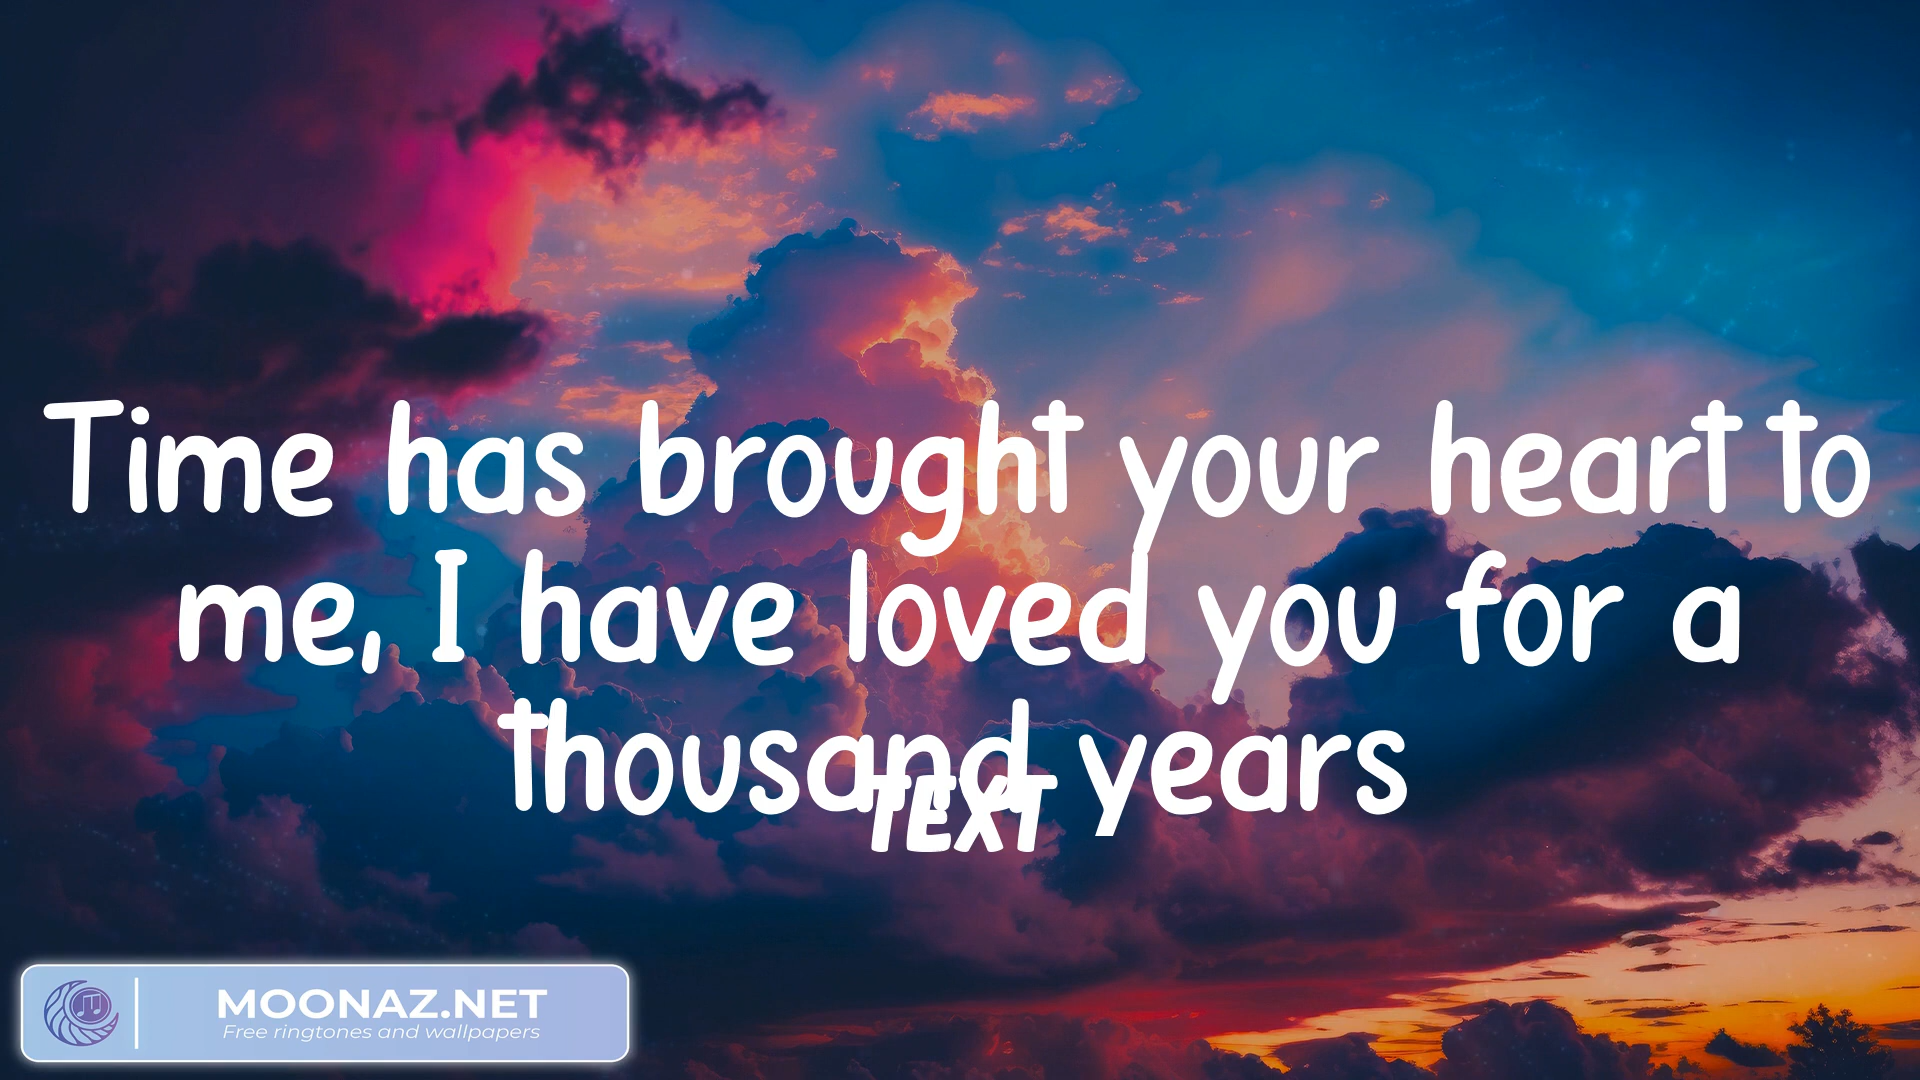 Time has brought your heart to
me, I have loved you for a
thousand years
TEXT
MOONAZ.NET
Free ringtones and wallpapers